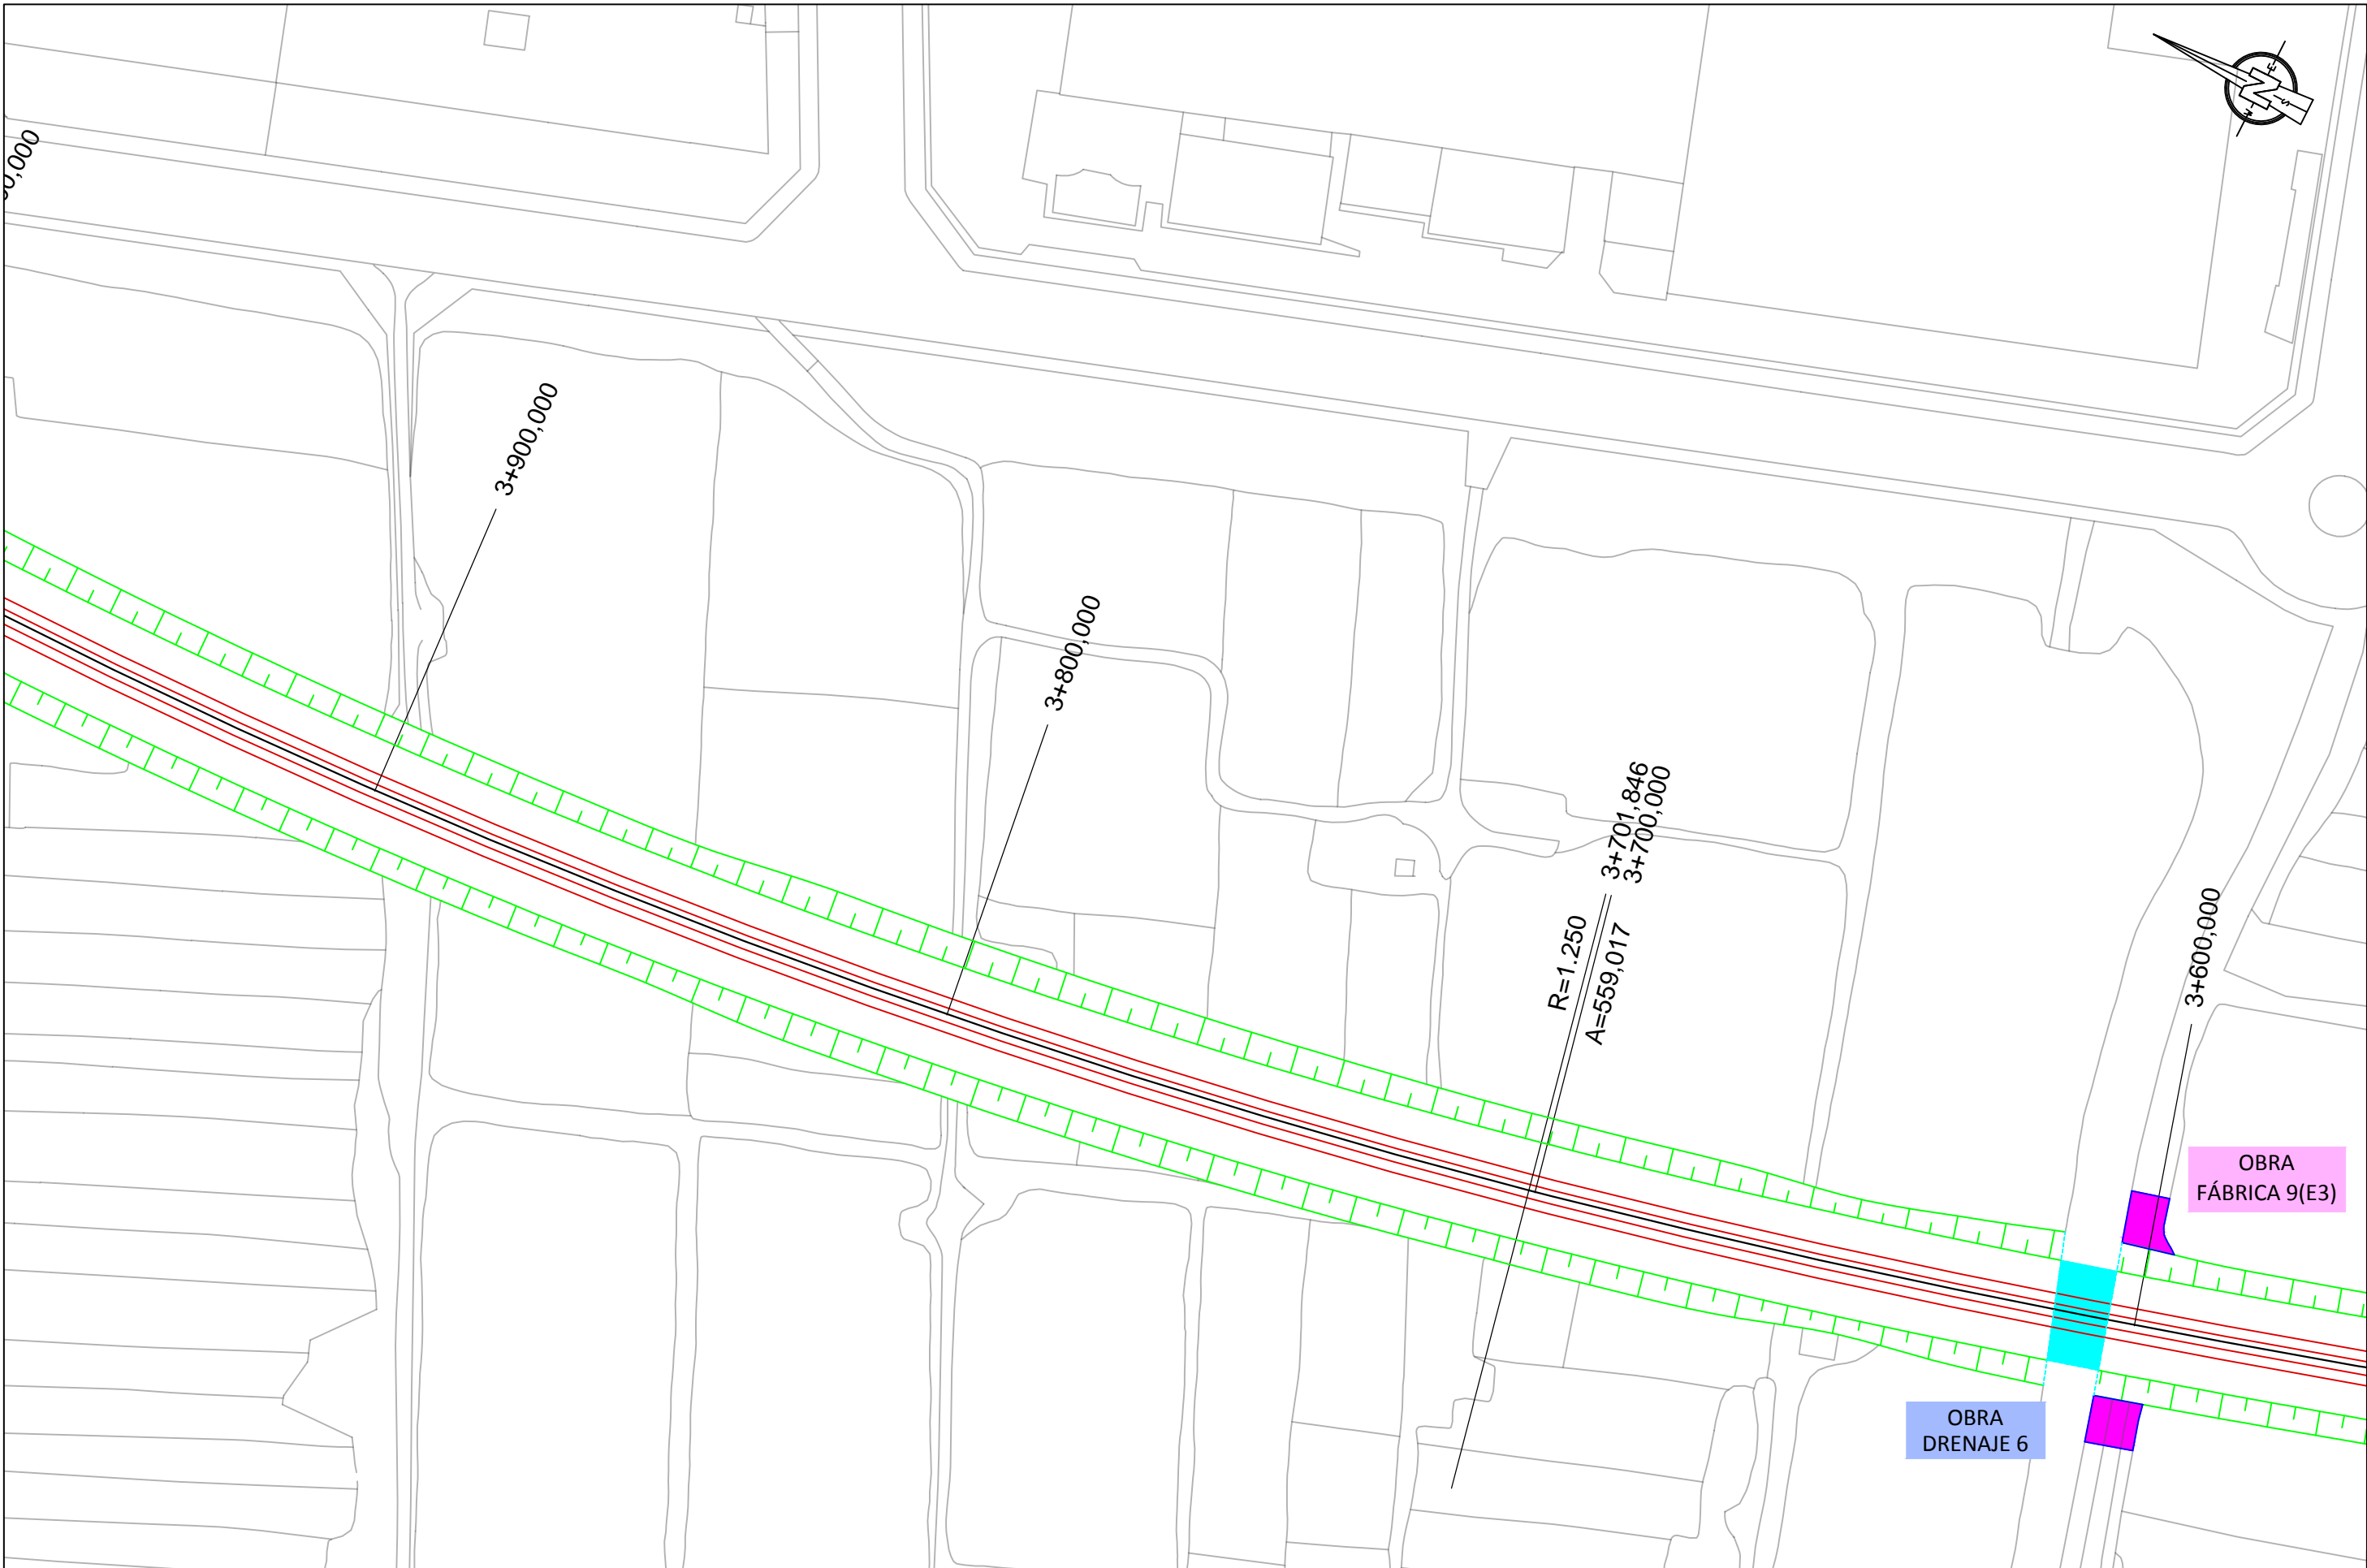 N
E
S
3+900,000
3+800,000
3+701,846
3+700,000
R=1.250
A=559,017
3+600,000
OBRA
FÁBRICA 9(E3)
OBRA
DRENAJE 6